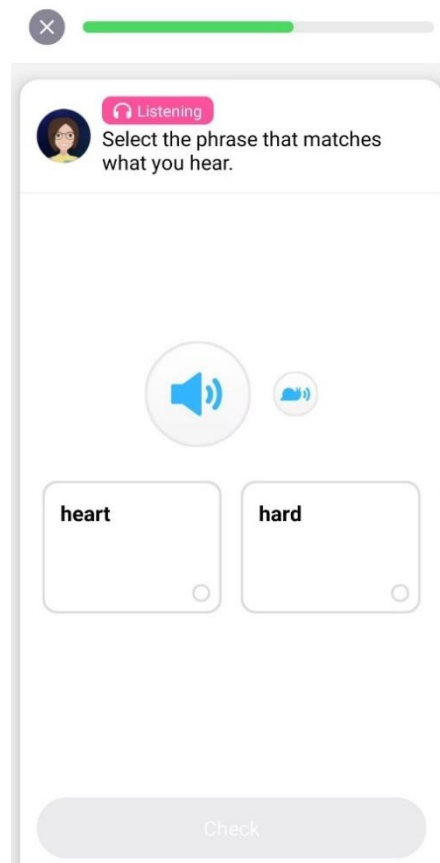 Listening
Select the phrase that matches
what you hear.
heart
hard
Check